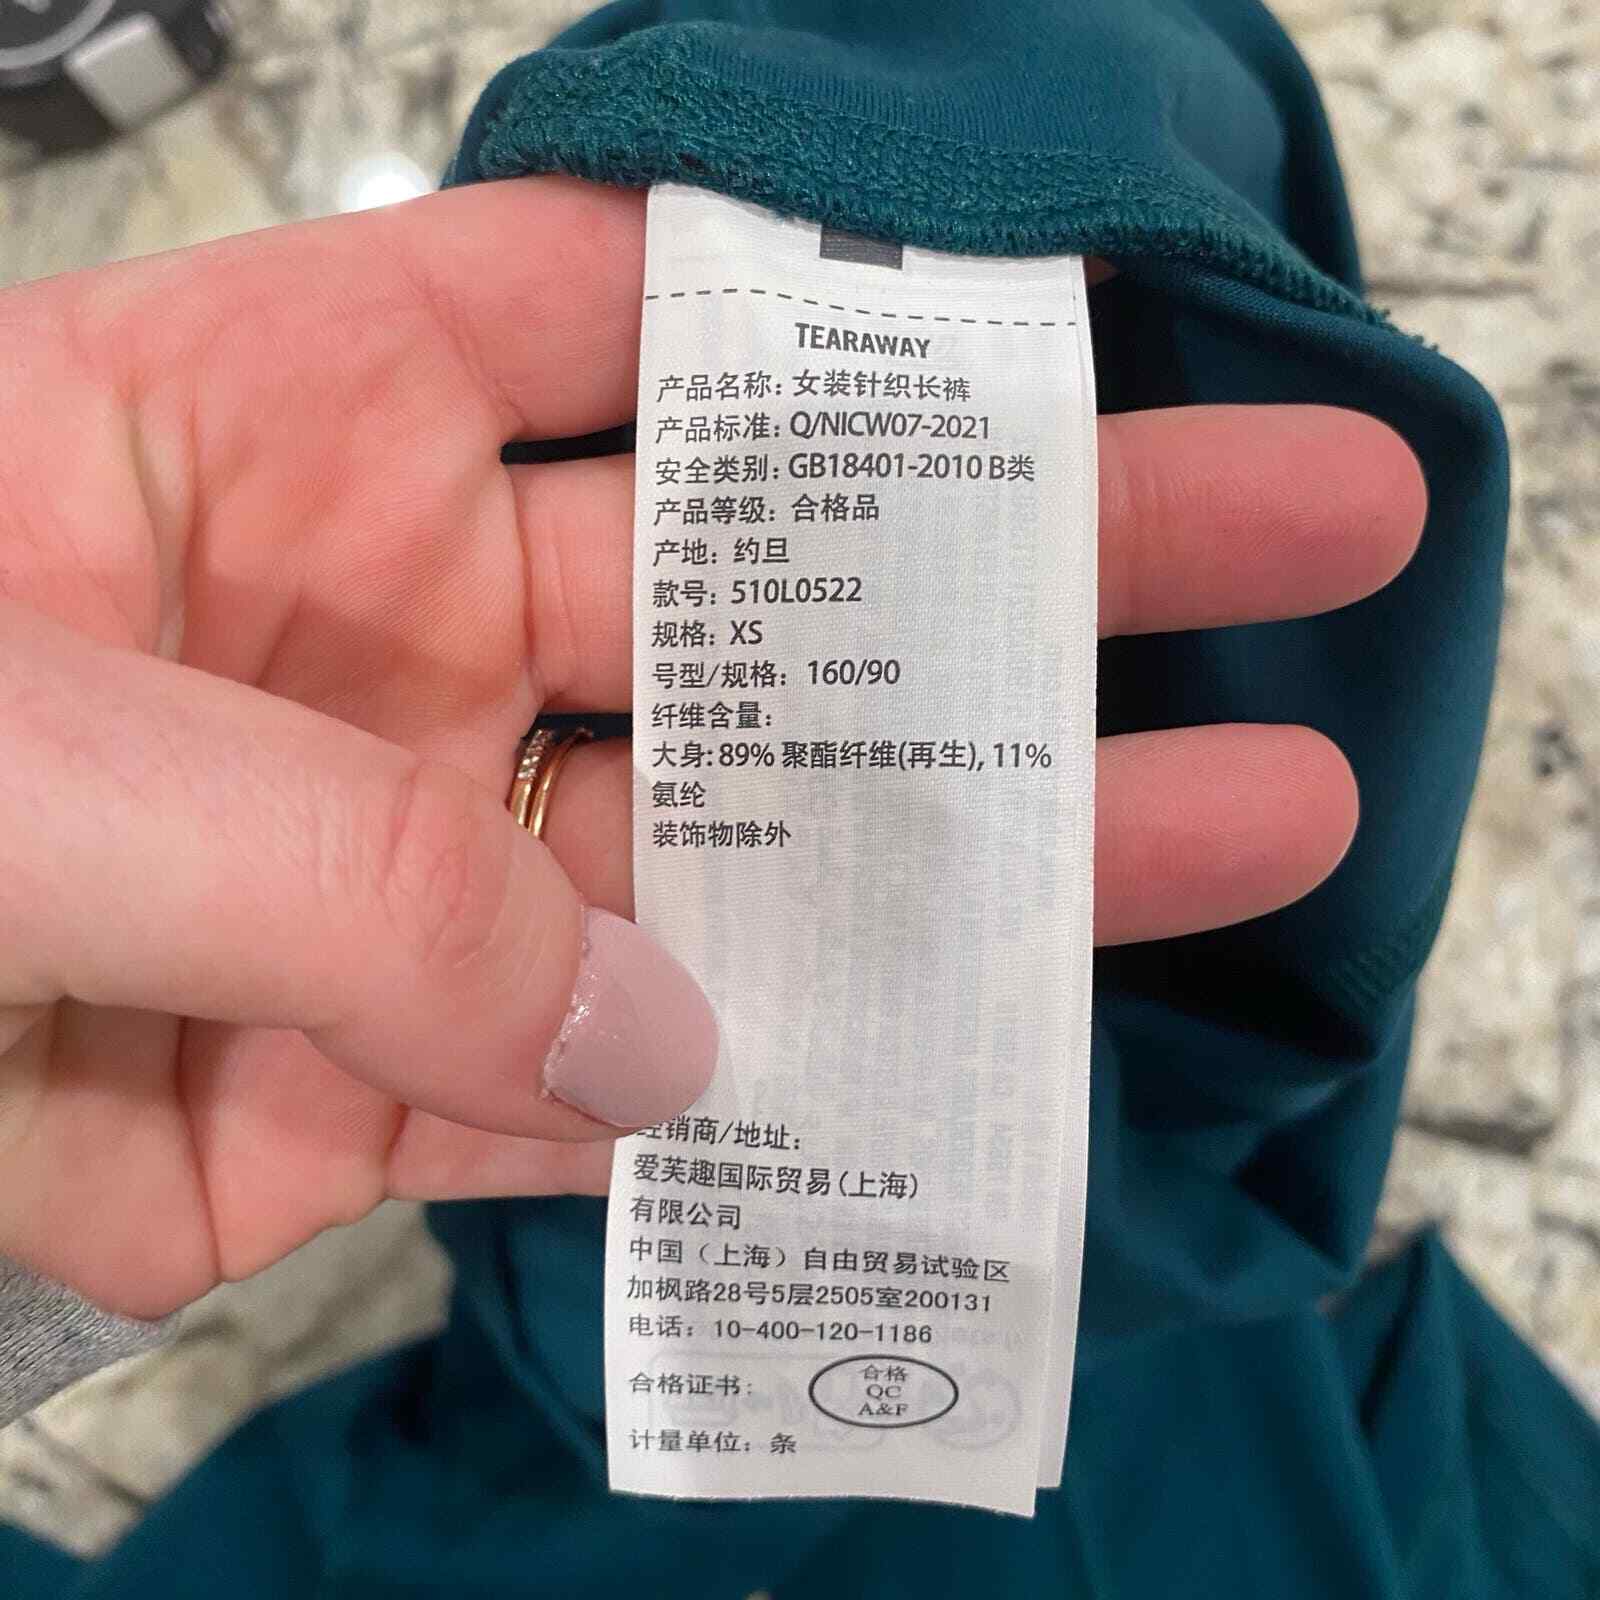 TEARAWAY
产品名称: 女装针织长裤
产品标准: Q/NICW07-2021
安全类别: GB18401-2010 B类
产品等级: 合格品
产地: 约旦
款号: 510L0522
规格: XS
号型/规格: 160/90
纤维含量:
大身: 89% 聚酯纤维(再生), 11%
氨纶
装饰物除外
经销商/地址:
爱芙趣国际贸易(上海)
有限公司
中国（上海）自由贸易试验区
加枫路28号5层2505室200131
电话: 10-400-120-1186
合格证书:
合格
QC
A&F
计量单位: 条